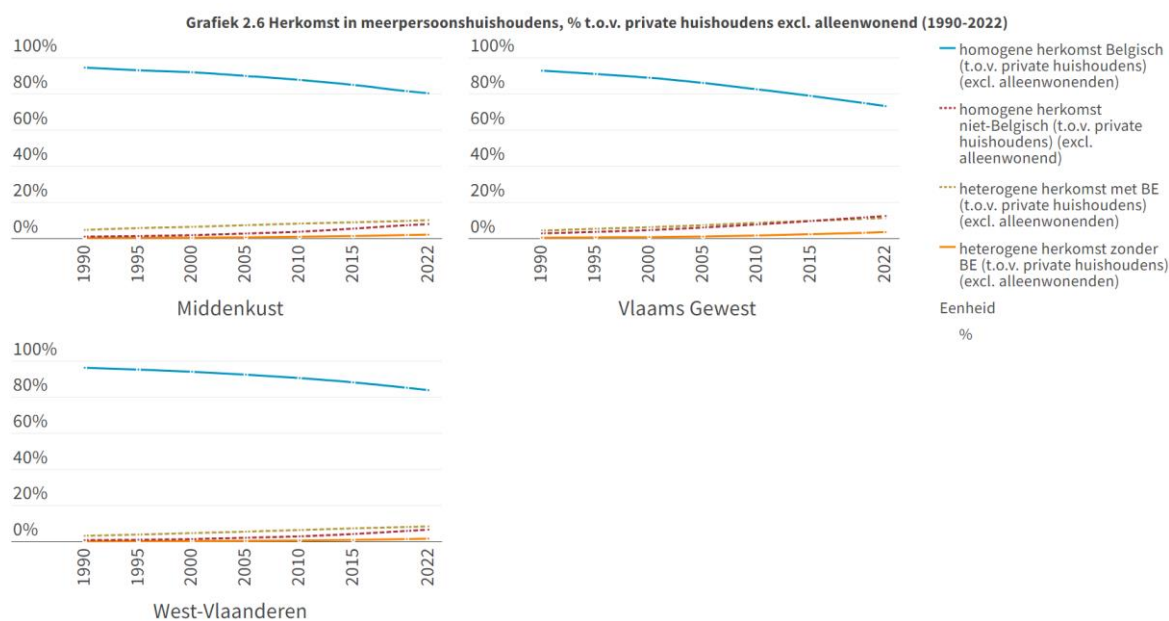 Grafiek 2.6 Herkomst in meerpersoonshuishoudens, % t.o.v. private huishoudens excl. alleenwonend (1990-2022)
100%
80%
60%
40%
20%
0%
1990
1995
2000
2005
2010
2015
2022
Middenkust
100%
80%
60%
40%
20%
0%
1990
1995
2000
2005
2010
2015
2022
Vlaams Gewest
homogene herkomst Belgisch
(t.o.v. private huishoudens)
(excl. alleenwonenden)
homogene herkomst
niet-Belgisch (t.o.v. private
huishoudens) (excl.
alleenwonend)
heterogene herkomst met BE
(t.o.v. private huishoudens)
(excl. alleenwonenden)
heterogene herkomst zonder
BE (t.o.v. private huishoudens)
(excl. alleenwonenden)
Eenheid
%
100%
80%
60%
40%
20%
0%
1990
1995
2000
2005
2010
2015
2022
West-Vlaanderen